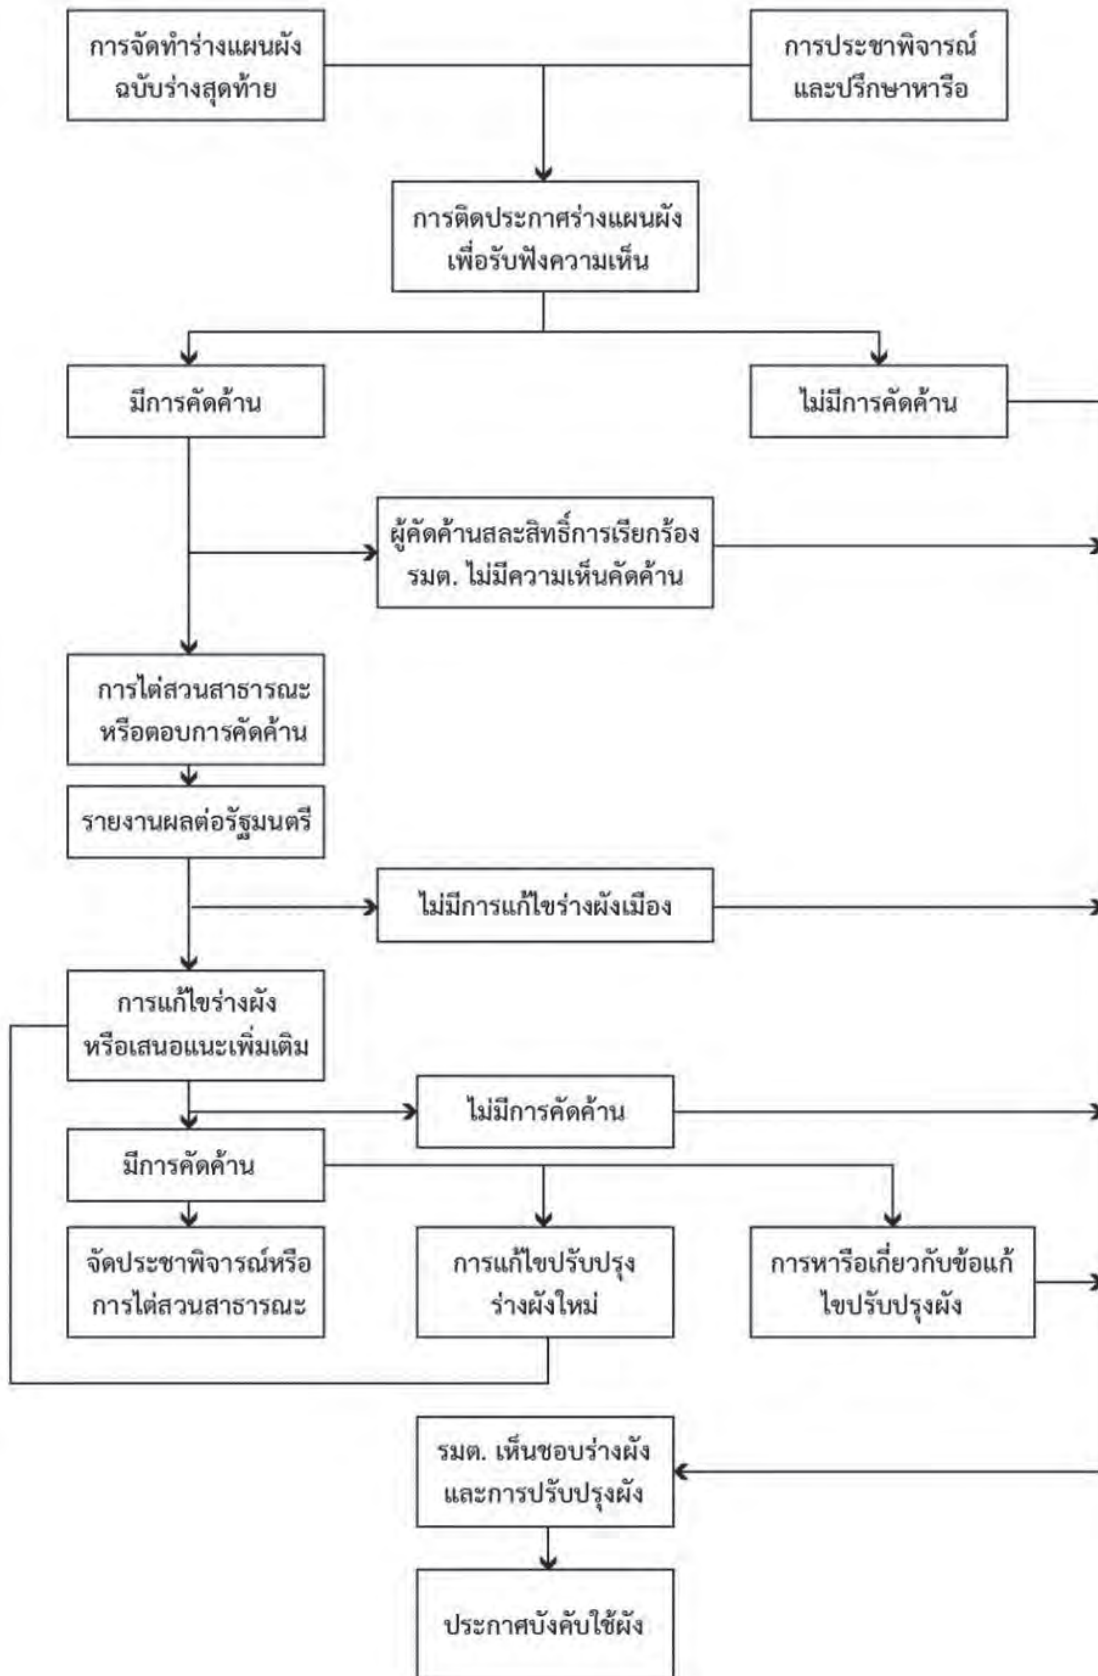 การจัดทำร่างแผนผัง
ฉบับร่างสุดท้าย
การประชาพิจารณ์
และปรึกษาหารือ
การติดประกาศร่างแผนผัง
เพื่อรับฟังความเห็น
มีการคัดค้าน
ไม่มีการคัดค้าน
ผู้คัดค้านสละสิทธิ์การเรียกร้อง
รมต. ไม่มีความเห็นคัดค้าน
การไต่สวนสาธารณะ
หรือตอบการคัดค้าน
รายงานผลต่อรัฐมนตรี
ไม่มีการแก้ไขร่างผังเมือง
การแก้ไขร่างผัง
หรือเสนอแนะเพิ่มเติม
ไม่มีการคัดค้าน
มีการคัดค้าน
จัดประชาพิจารณ์หรือ
การไต่สวนสาธารณะ
การแก้ไขปรับปรุง
ร่างผังใหม่
การหารือเกี่ยวกับข้อแก้
ไขปรับปรุงผัง
รมต. เห็นชอบร่างผัง
และการปรับปรุงผัง
ประกาศบังคับใช้ผัง